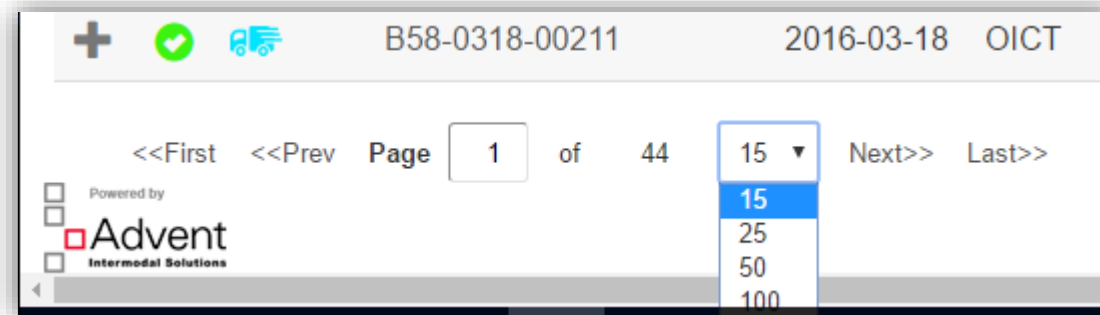 B58-0318-00211 2016-03-18 OICT
<<First <<Prev Page 1 of 44 15 Next>> Last>>
15
25
50
100
Powered by
Advent
Intermodal Solutions